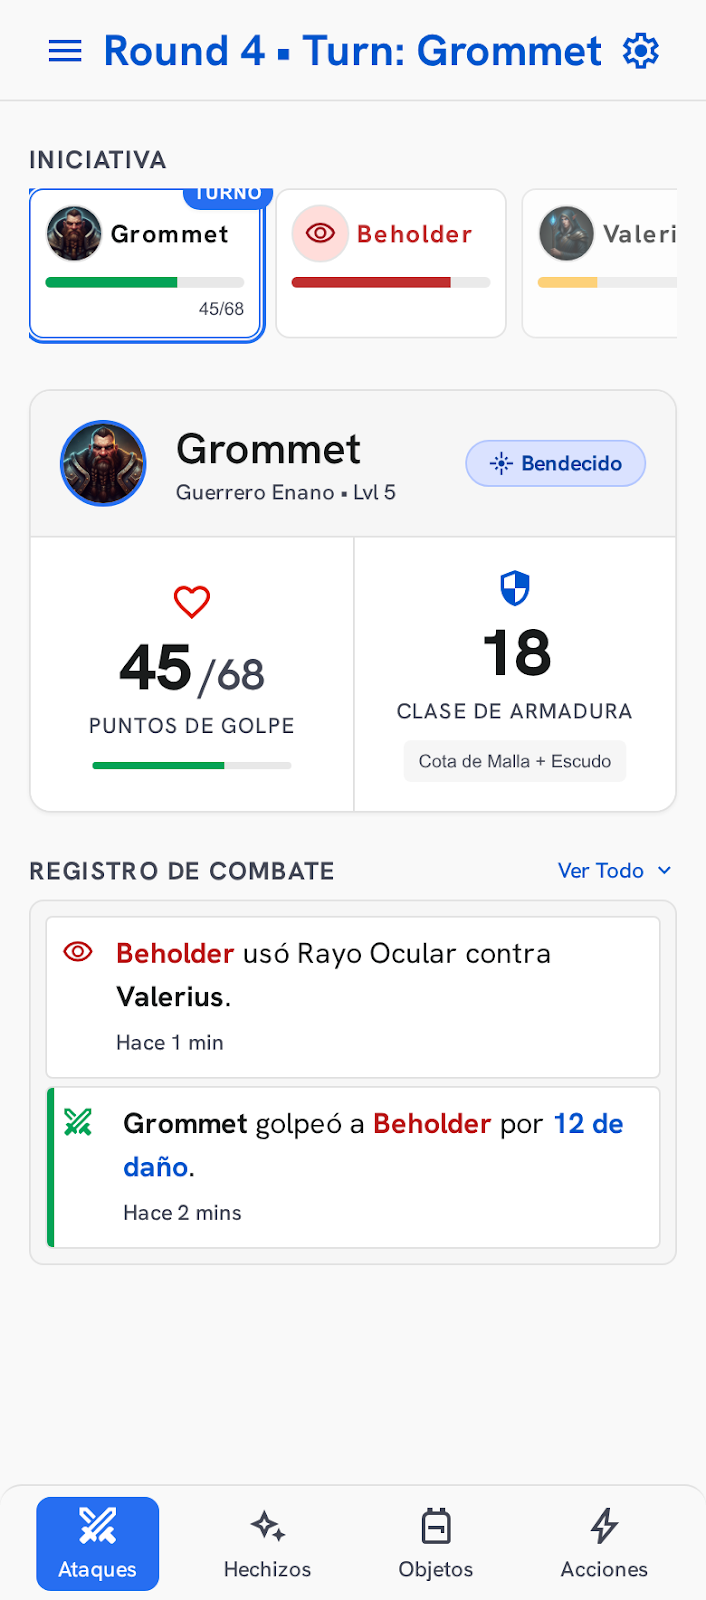 Round 4 ▪ Turn: Grommet
INICIATIVA
TURNO
Grommet
45/68
Beholder
Valeri
Grommet
Guerrero Enano ▪ Lvl 5
Bendecido
45/68
PUNTOS DE GOLPE
18
CLASE DE ARMADURA
Cota de Malla + Escudo
REGISTRO DE COMBATE
Ver Todo
Beholder usó Rayo Ocular contra
Valerius.
Hace 1 min
Grommet golpeó a Beholder por 12 de
daño.
Hace 2 mins
Ataques
Hechizos
Objetos
Acciones